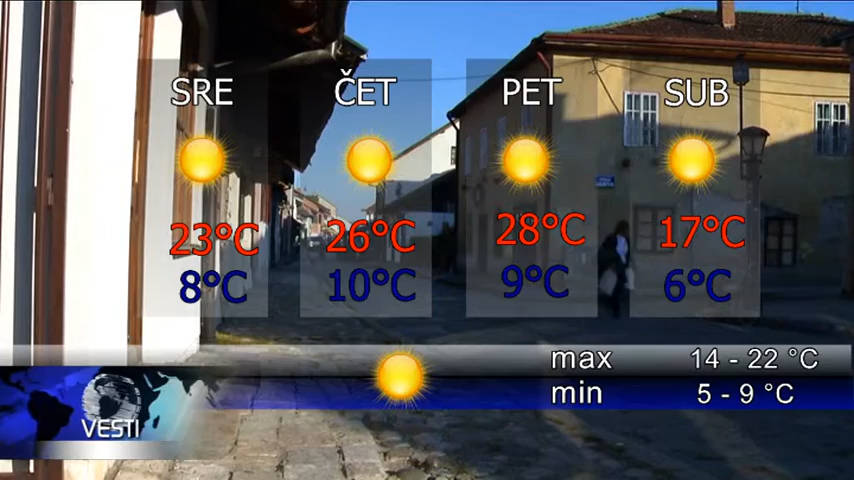 SRE ČET PET SUB
23°C 26°C 28°C 17°C
8°C 10°C 9°C 6°C
max 14 - 22 °C
min 5 - 9 °C
VESTI